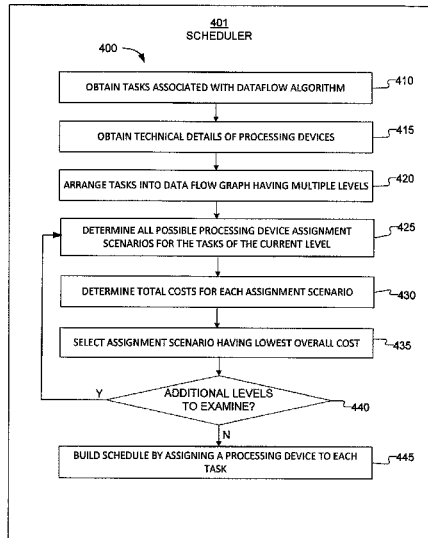 401
SCHEDULER
400
OBTAIN TASKS ASSOCIATED WITH DATAFLOW ALGORITHM
410
OBTAIN TECHNICAL DETAILS OF PROCESSING DEVICES
415
ARRANGE TASKS INTO DATA FLOW GRAPH HAVING MULTIPLE LEVELS
420
DETERMINE ALL POSSIBLE PROCESSING DEVICE ASSIGNMENT
SCENARIOS FOR THE TASKS OF THE CURRENT LEVEL
425
DETERMINE TOTAL COSTS FOR EACH ASSIGNMENT SCENARIO
430
SELECT ASSIGNMENT SCENARIO HAVING LOWEST OVERALL COST
435
Y
ADDITIONAL LEVELS
TO EXAMINE?
440
N
BUILD SCHEDULE BY ASSIGNING A PROCESSING DEVICE TO EACH
TASK
445